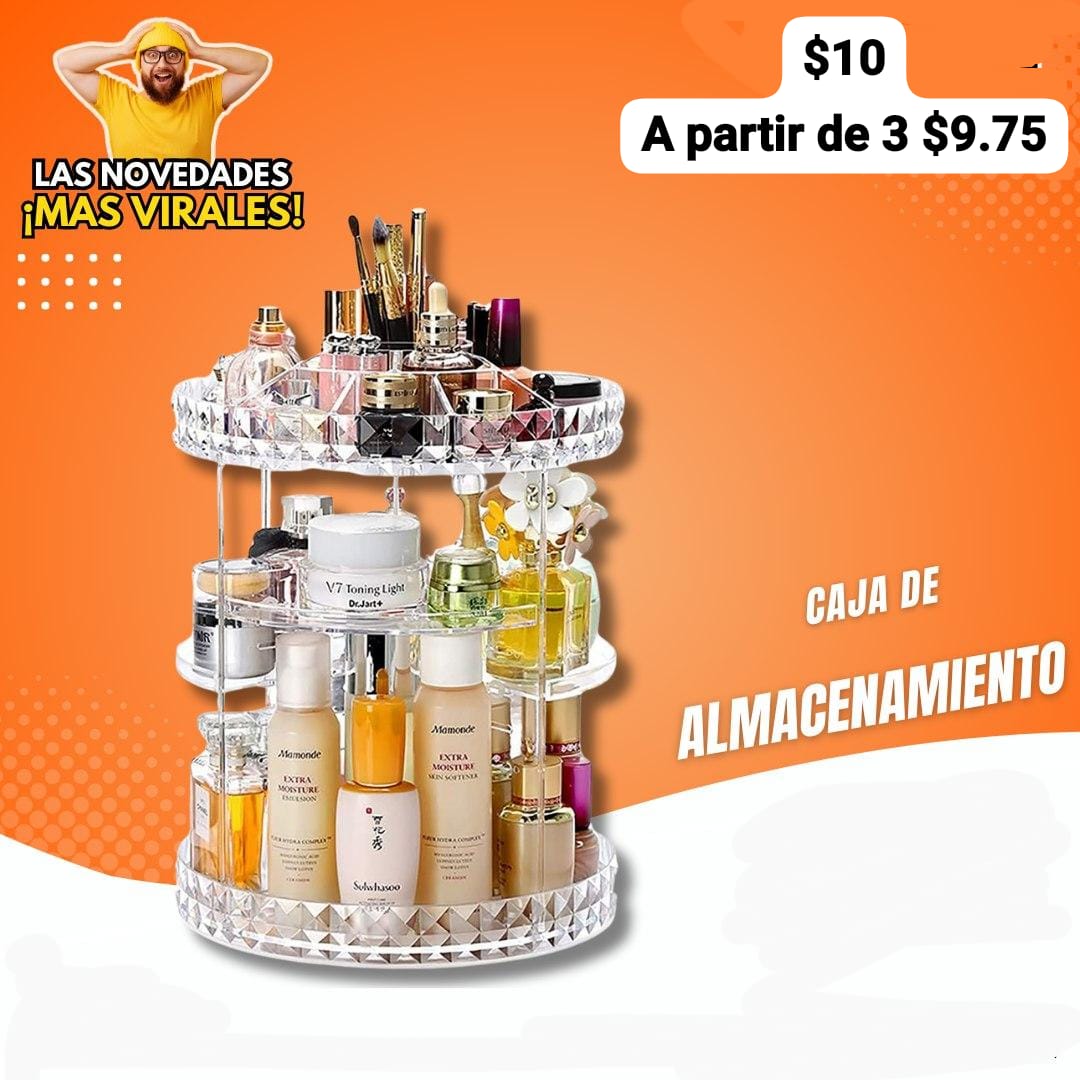 LAS NOVEDADES
¡MAS VIRALES!
$10
A partir de 3 $9.75
CAJA DE
ALMACENAMIENTO
V7 Toning Light
Dr.Jart+
Mamonde
EXTRA
MOISTURE
EMULSION
Mamonde
EXTRA
MOISTURE
SKIN SOFTENER
Sulwhasoo